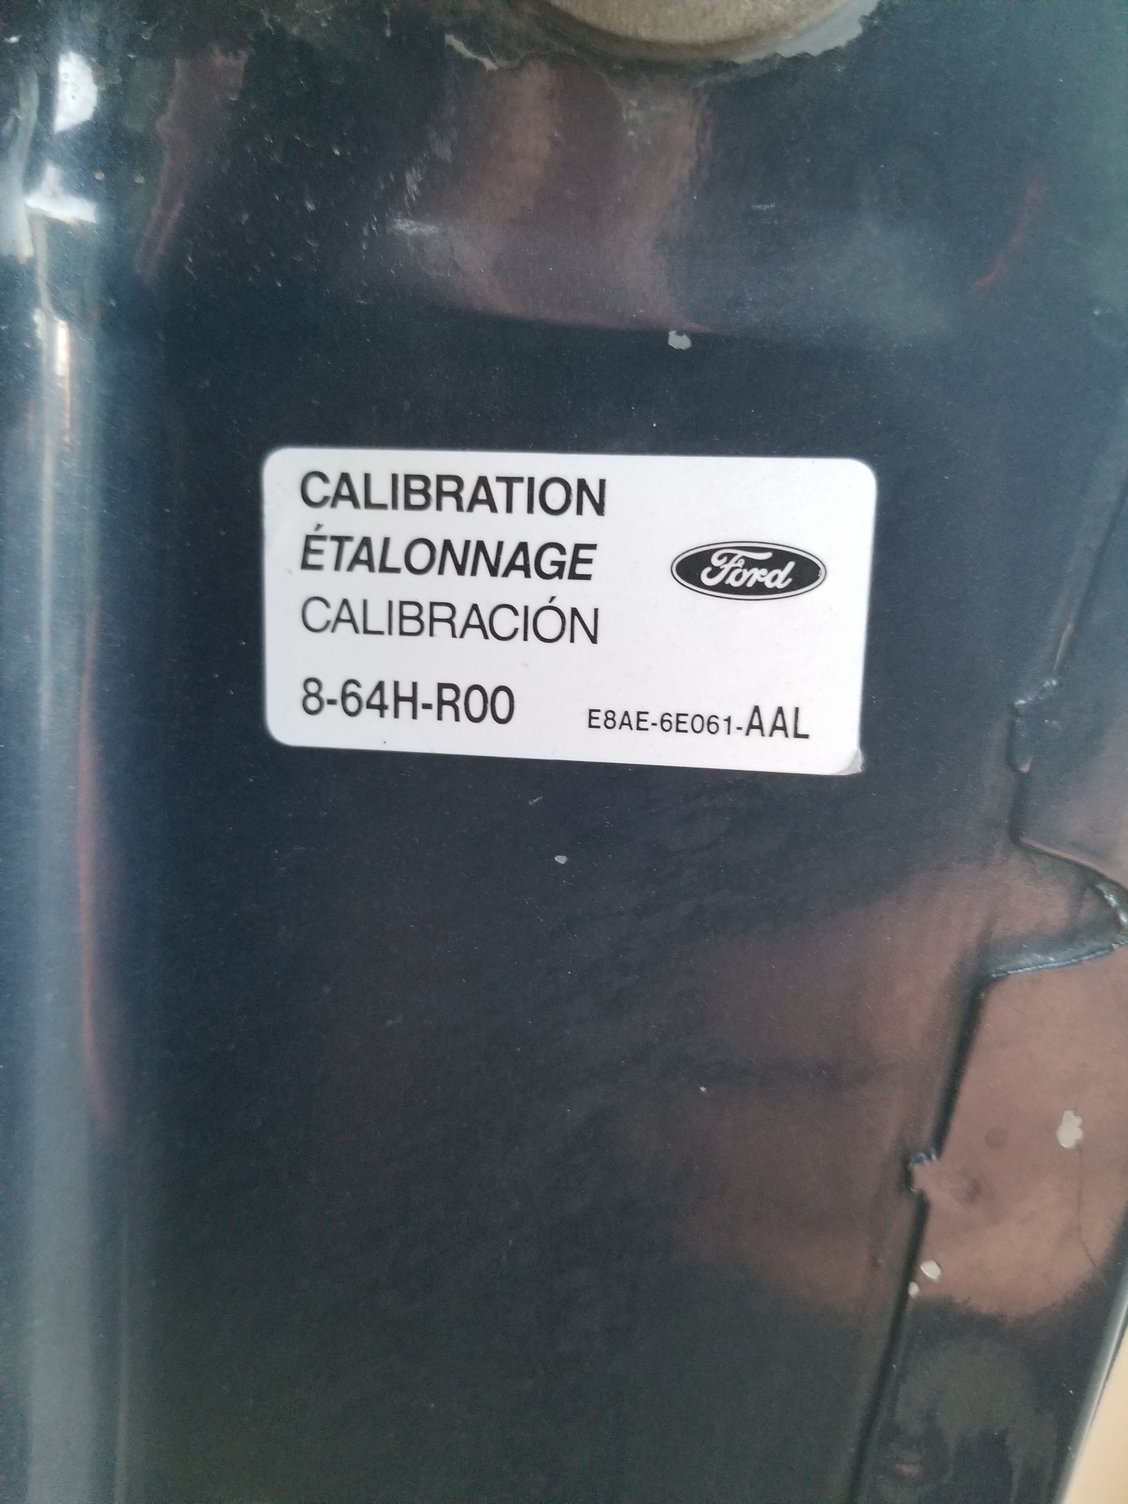 CALIBRATION
ÉTALONNAGE
CALIBRACIÓN
Ford
8-64H-R00
E8AE-6E061-AAL